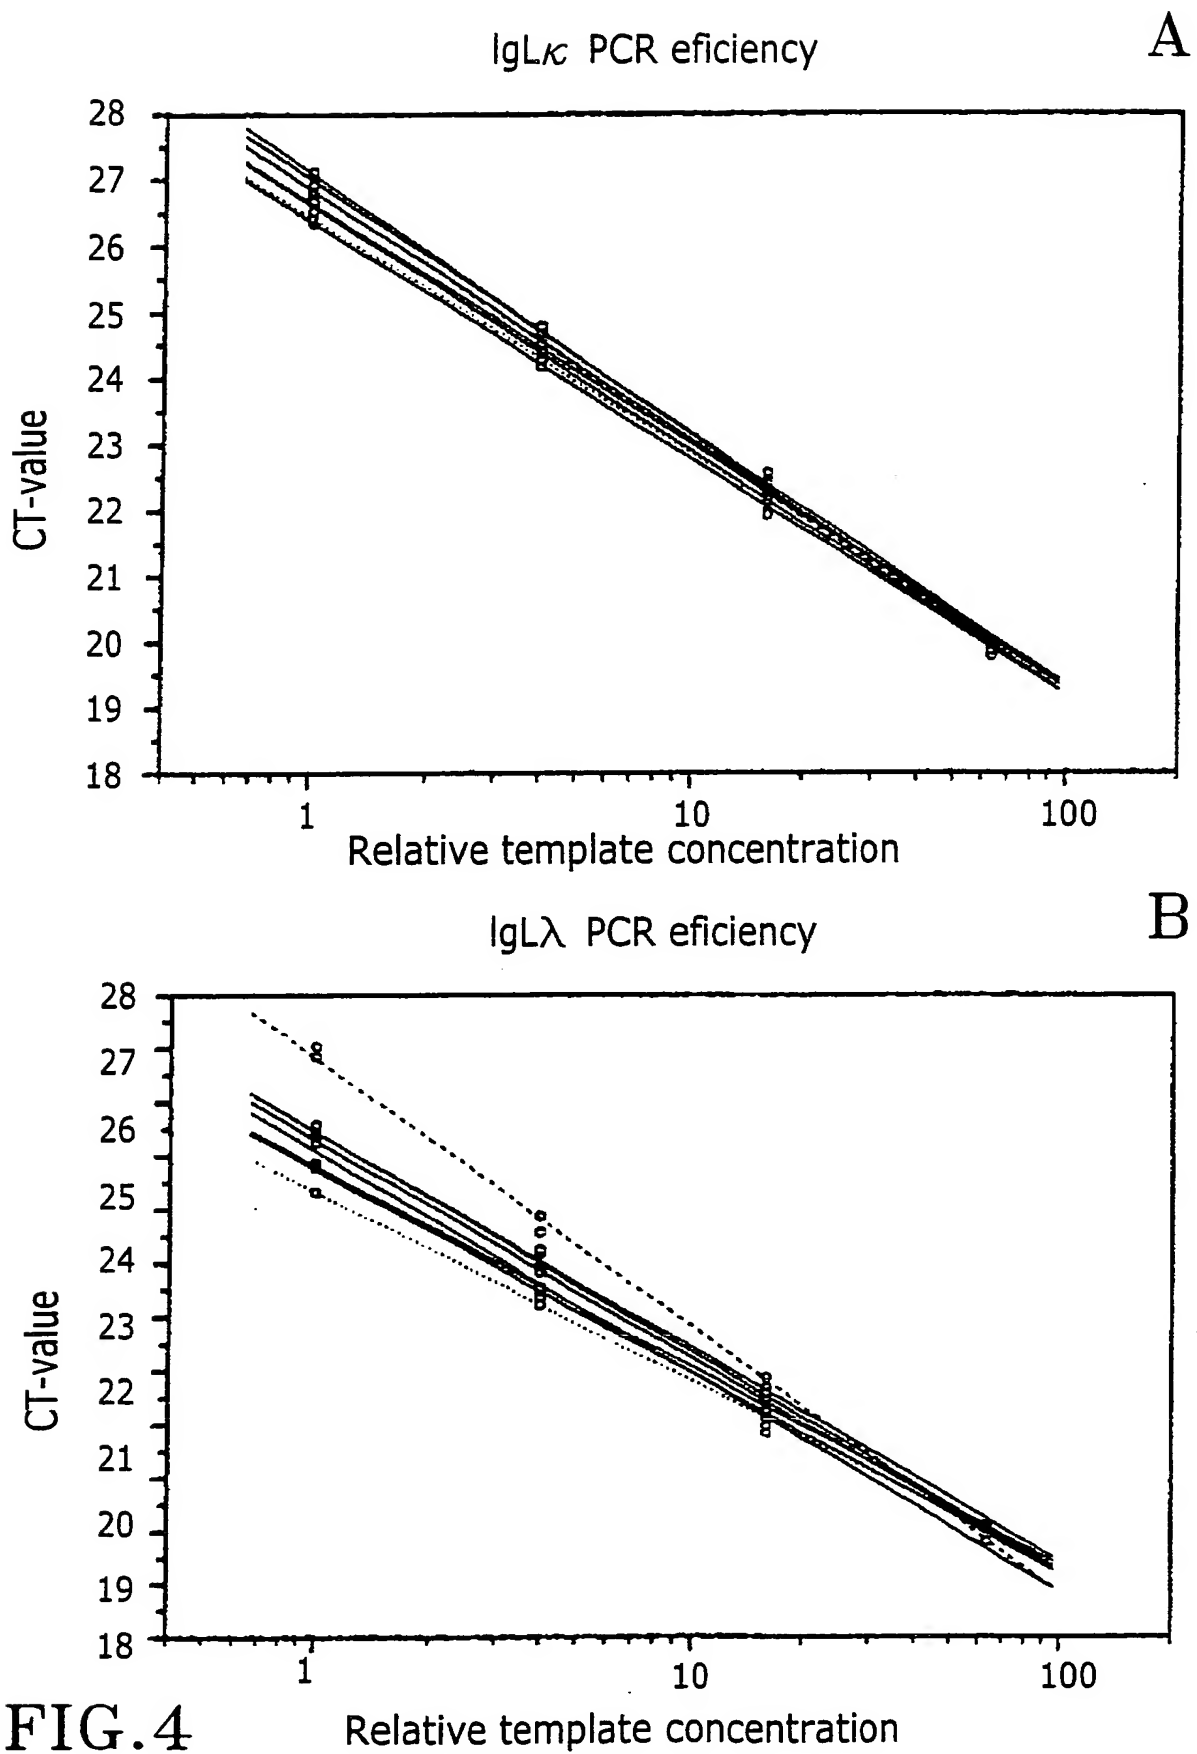 A
IgLκ PCR eficiency
28
27
26
25
24
23
22
21
20
19
18
CT-value
1 10 100
Relative template concentration
B
IgLλ PCR eficiency
28
27
26
25
24
23
22
21
20
19
18
CT-value
1 10 100
Relative template concentration
FIG.4